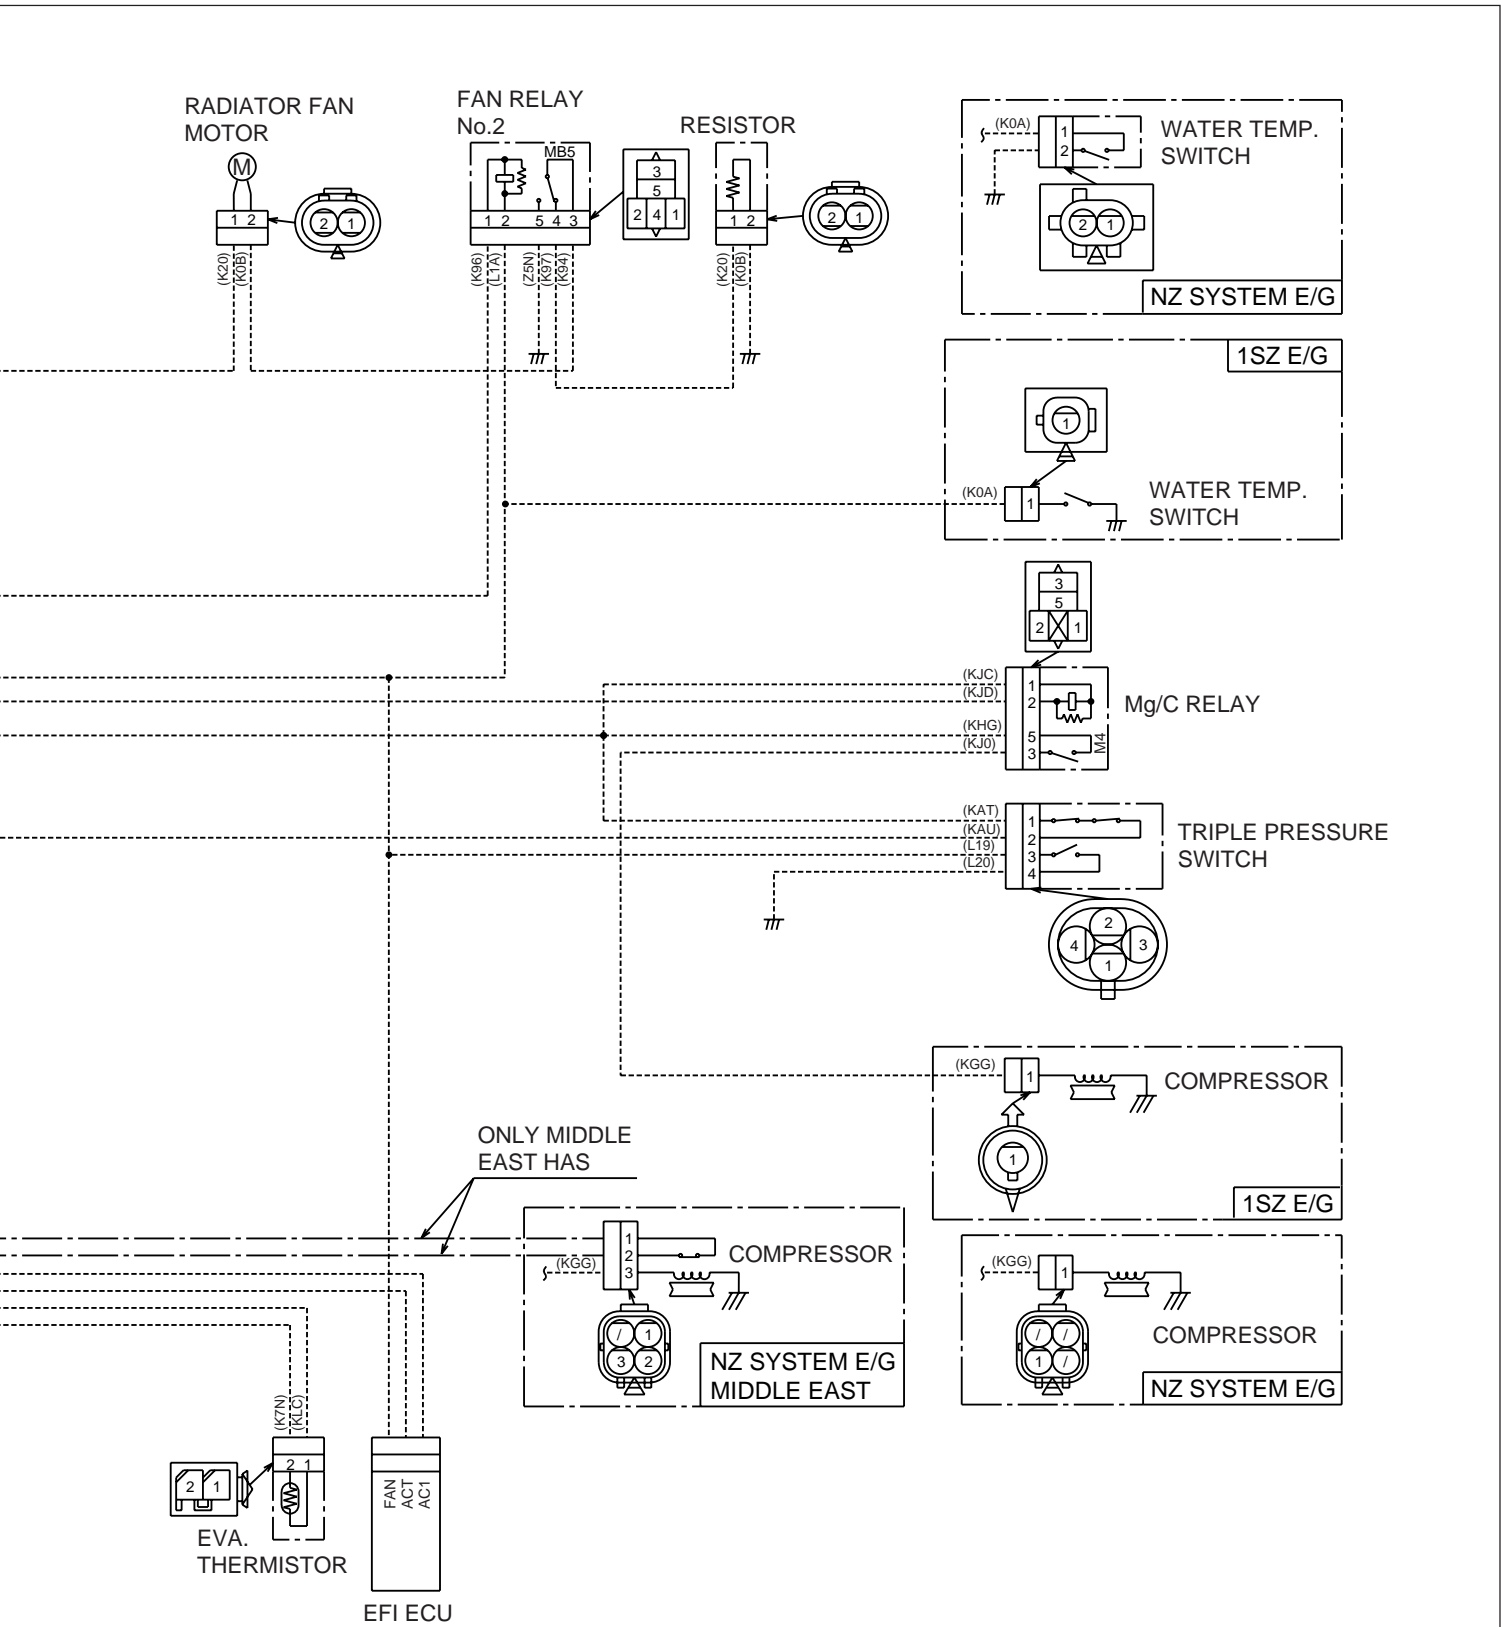 RADIATOR FAN
MOTOR
M
1 2
2 1
(K20)
(K0B)
FAN RELAY
No.2
MB5
1 2 5 4 3
3
5
2 4 1
(K96)
(L1A)
(Z5N)
(K97)
(K94)
RESISTOR
1 2
2 1
(K20)
(K0B)
(K0A)
1
2
WATER TEMP.
SWITCH
2 1
NZ SYSTEM E/G
1SZ E/G
1
(K0A)
1
WATER TEMP.
SWITCH
3
5
2 1
(KJC)
(KJD)
(KHG)
(KJ0)
1
2
5
3
M4
Mg/C RELAY
(KAT)
(KAU)
(L19)
(L20)
1
2
3
4
TRIPLE PRESSURE
SWITCH
2
4 3
1
(KGG)
1
COMPRESSOR
1
1SZ E/G
ONLY MIDDLE
EAST HAS
1
2
3
(KGG)
COMPRESSOR
/ 1
3 2
NZ SYSTEM E/G
MIDDLE EAST
(KGG)
1
COMPRESSOR
/ /
1 /
NZ SYSTEM E/G
(K7N)
(KLC)
2 1
2 1
EVA.
THERMISTOR
FAN
ACT
AC1
EFI ECU